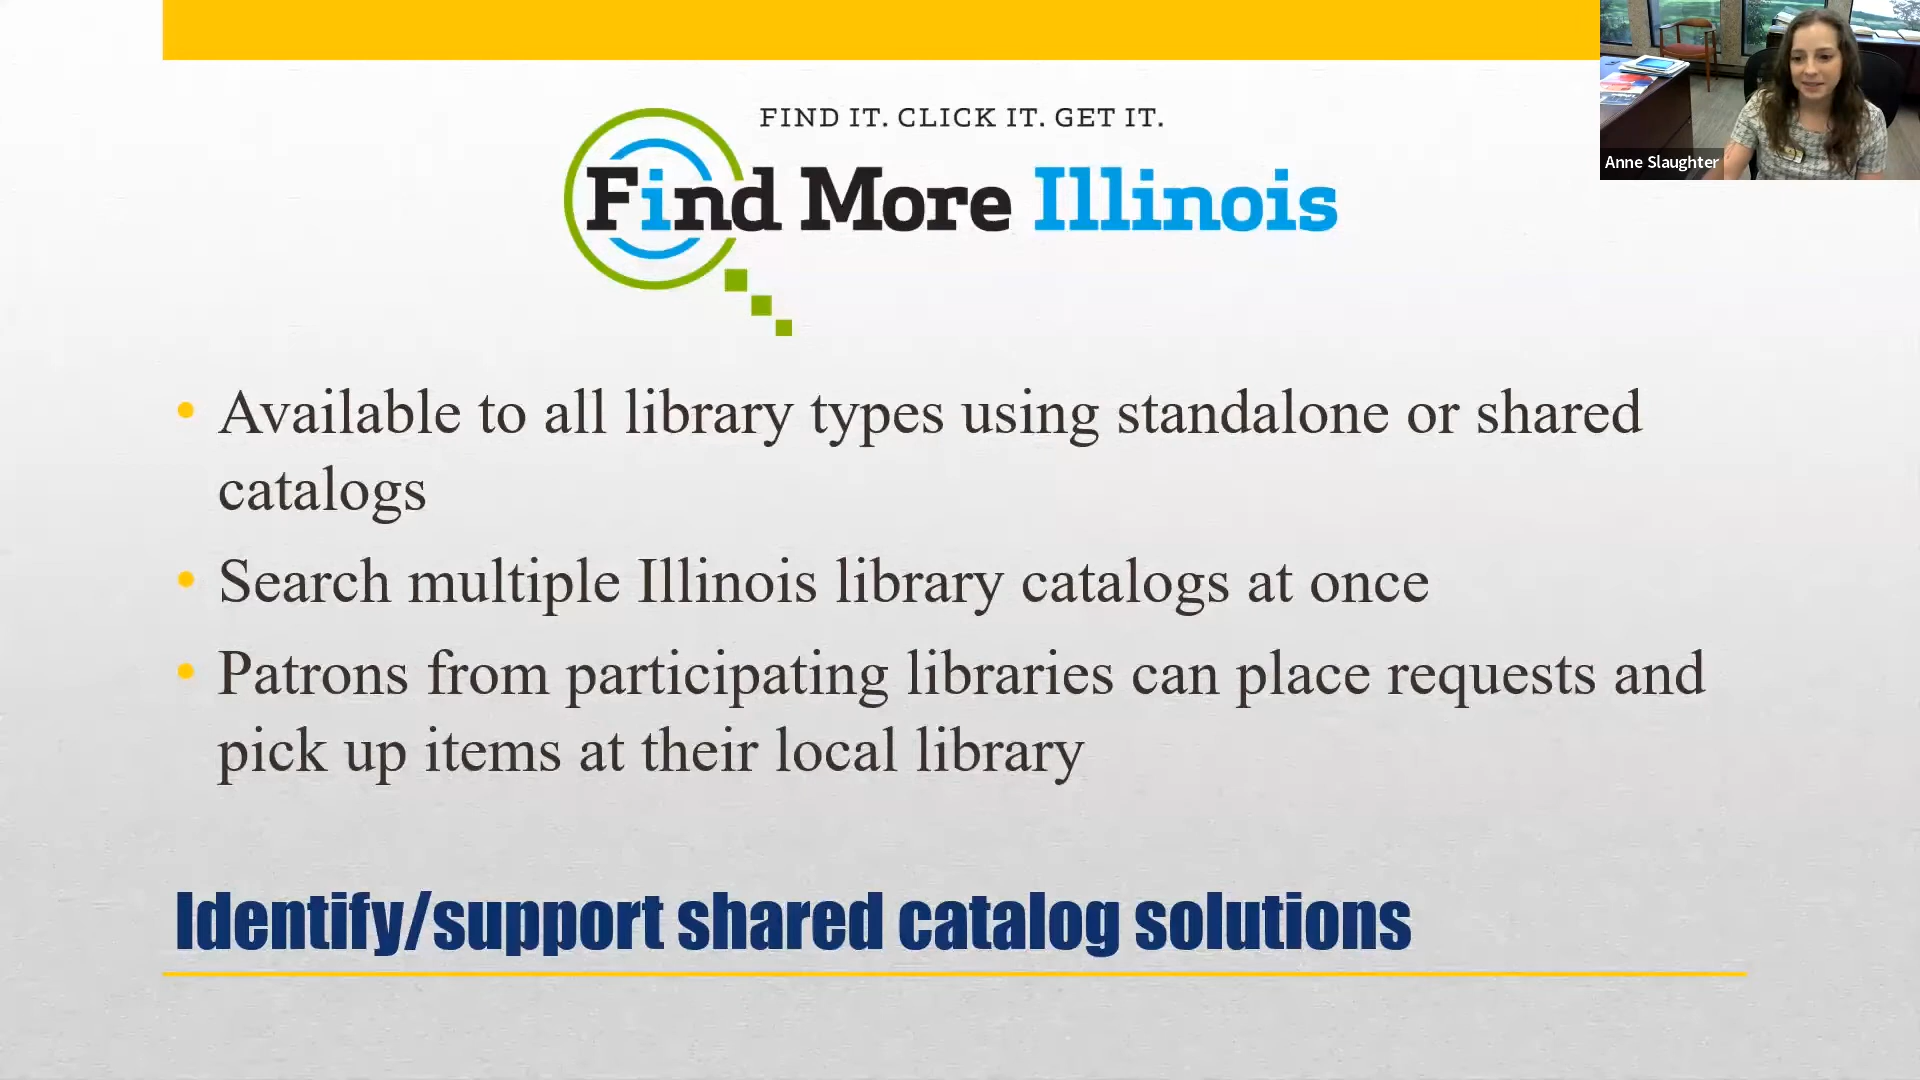 FIND IT. CLICK IT. GET IT.
Find More Illinois
Anne Slaughter
• Available to all library types using standalone or shared
catalogs
• Search multiple Illinois library catalogs at once
• Patrons from participating libraries can place requests and
pick up items at their local library
Identify/support shared catalog solutions